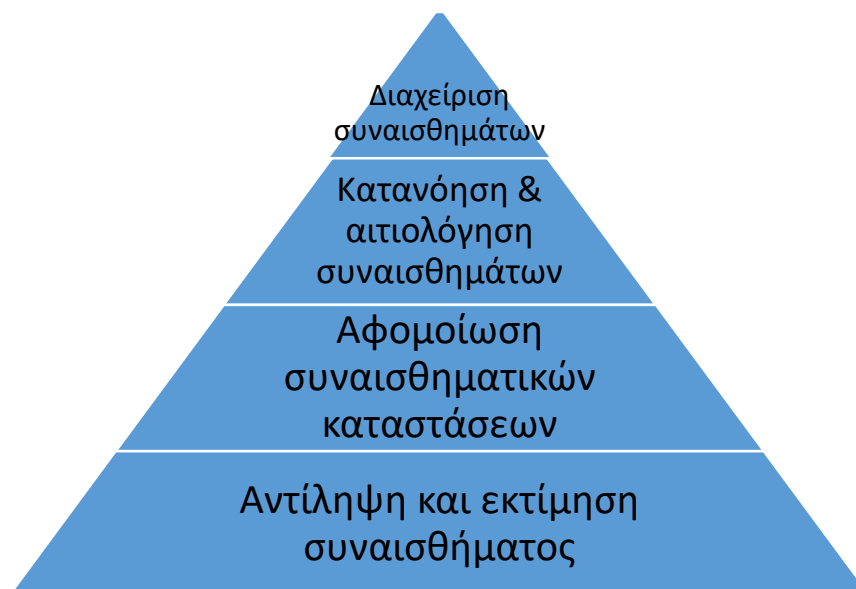 Διαχείριση
συναισθημάτων
Κατανόηση &
αιτιολόγηση
συναισθημάτων
Αφομοίωση
συναισθηματικών
καταστάσεων
Αντίληψη και εκτίμηση
συναισθήματος